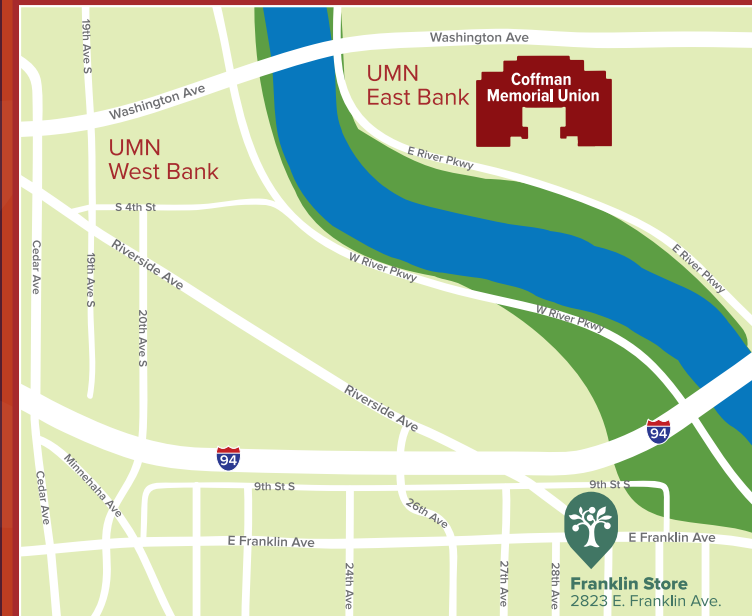 19th Ave S
Washington Ave
Washington Ave
UMN
East Bank
Coffman
Memorial Union
UMN
West Bank
E River Pkwy
S 4th St
Cedar Ave
19th Ave S
Riverside Ave
W River Pkwy
E River Pkwy
20th Ave S
W River Pkwy
Riverside Ave
94
94
Cedar Ave
Minnehaha Ave
9th St S
9th St S
26th Ave
E Franklin Ave
E Franklin Ave
24th Ave
27th Ave
28th Ave
Franklin Store
2823 E. Franklin Ave.